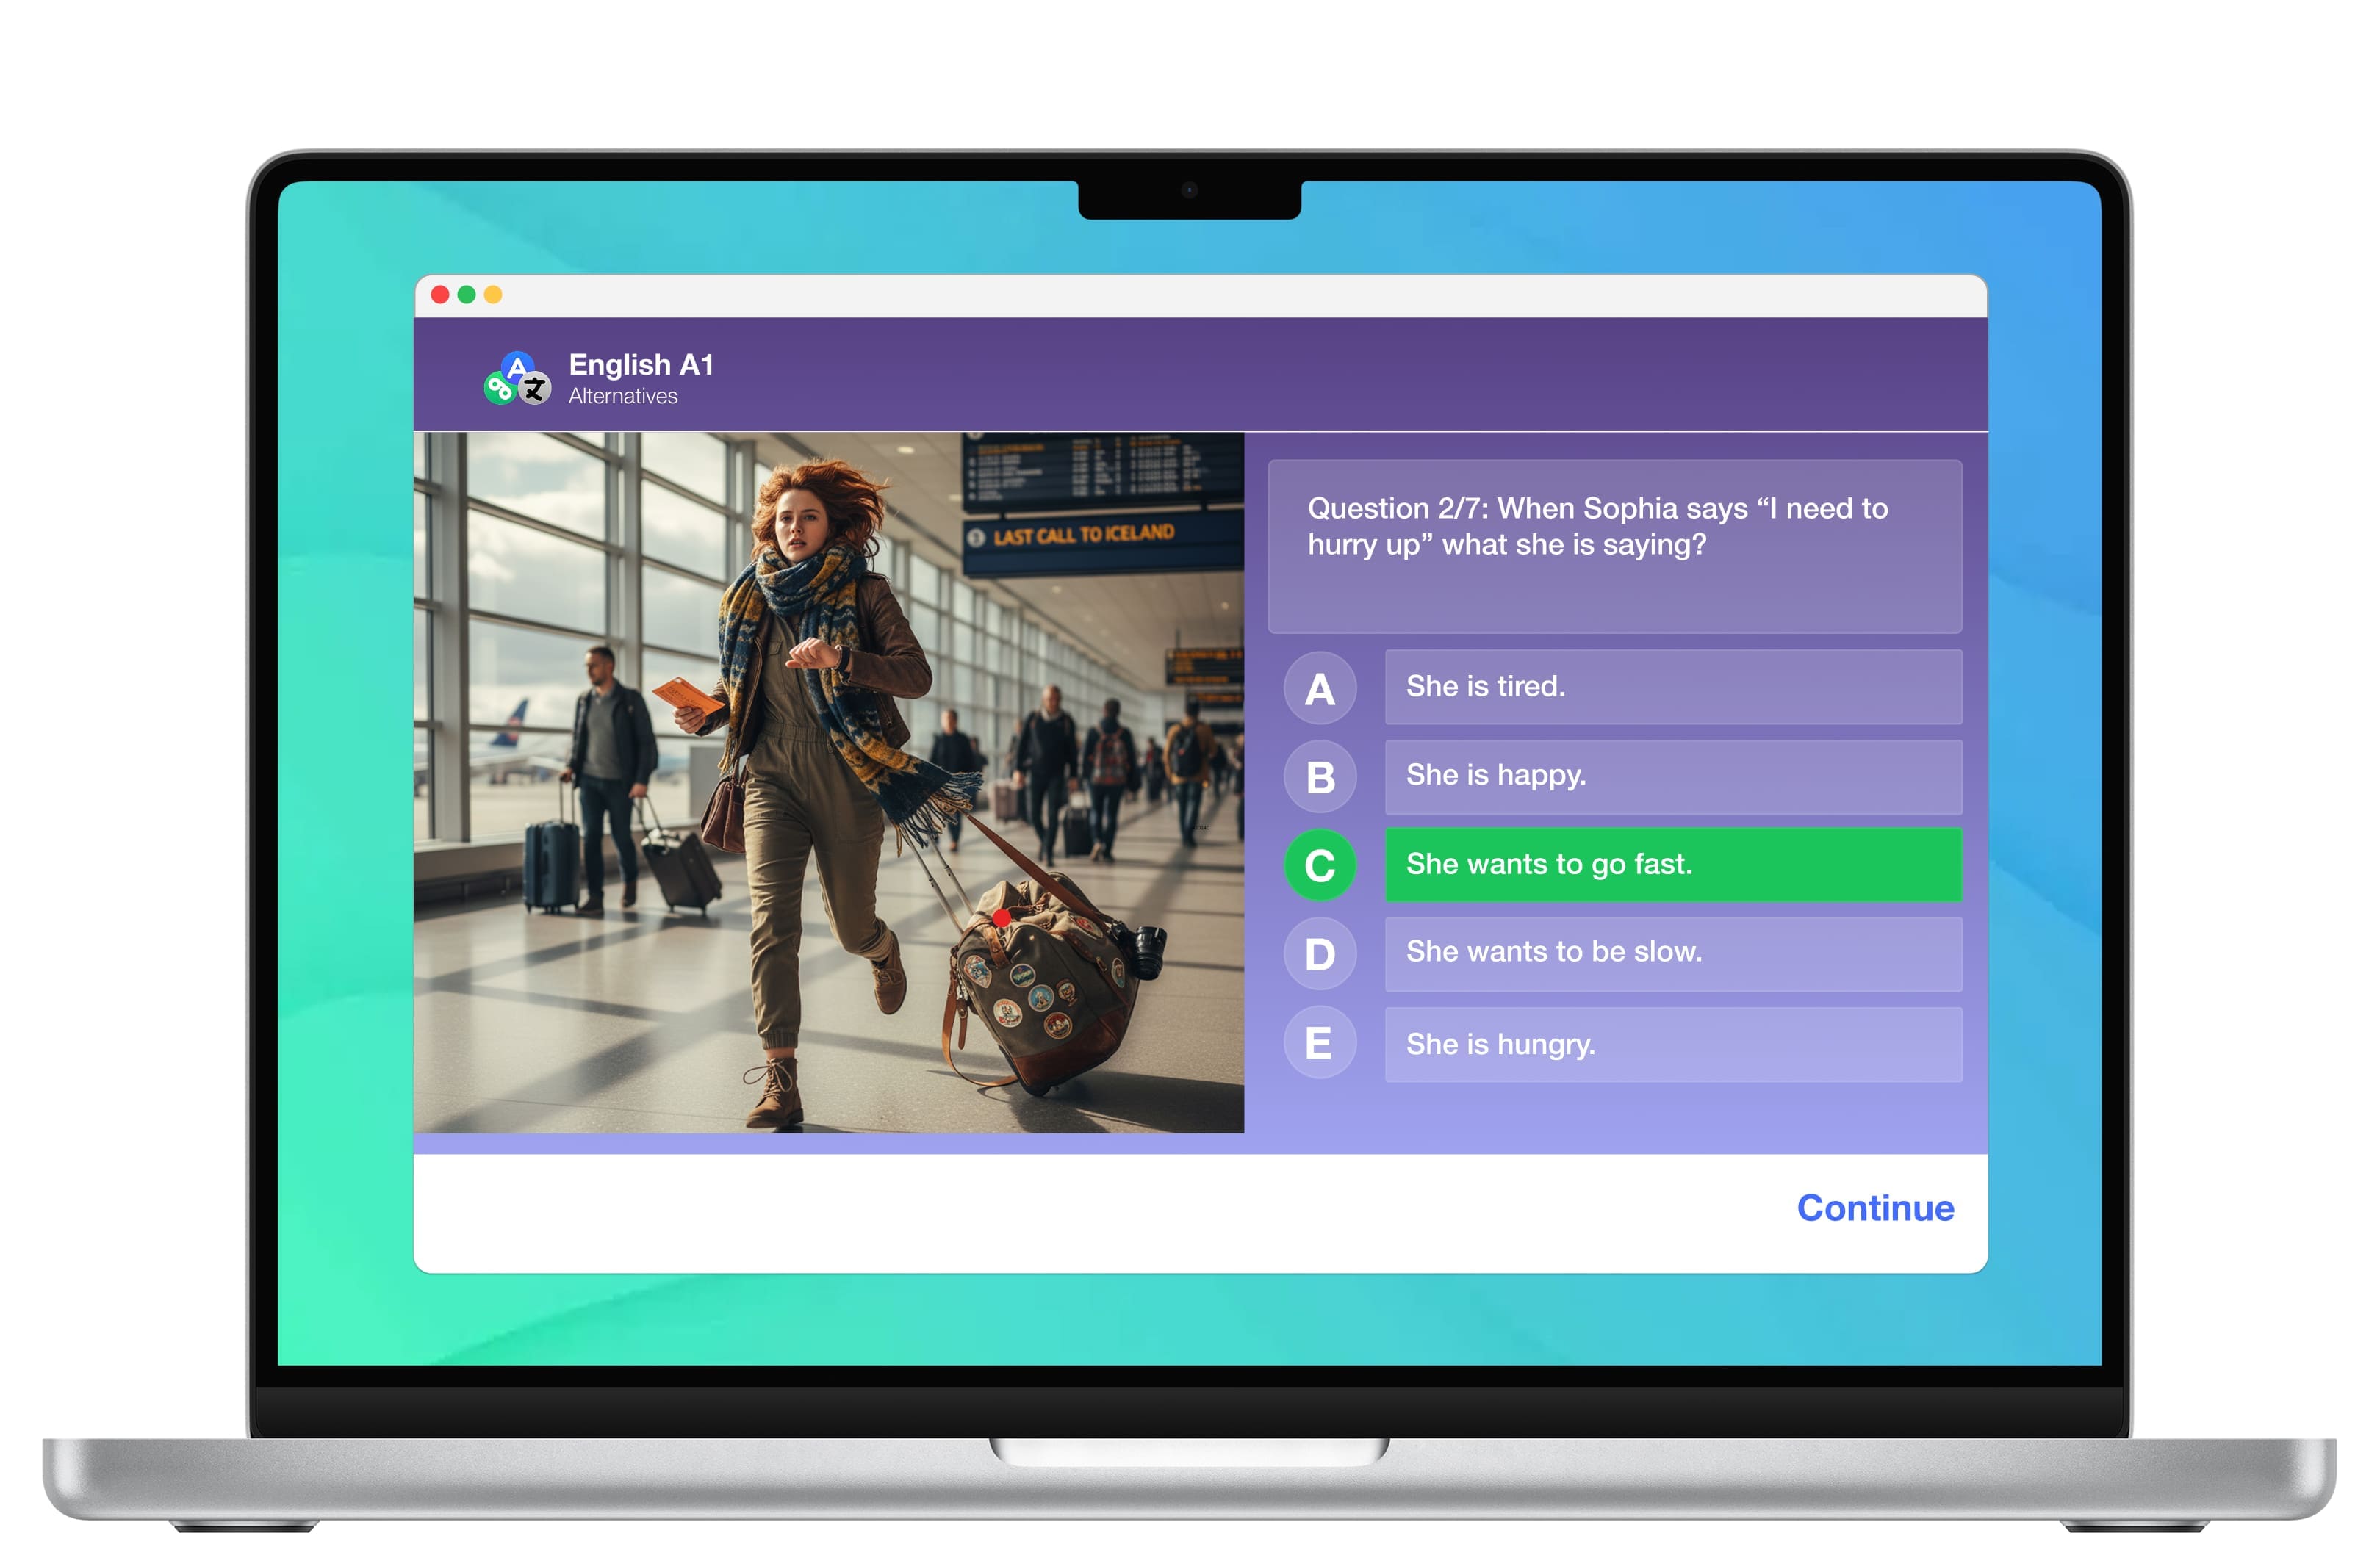 English A1
Alternatives
LAST CALL TO ICELAND
Question 2/7: When Sophia says “I need to
hurry up” what she is saying?
A
She is tired.
B
She is happy.
C
She wants to go fast.
D
She wants to be slow.
E
She is hungry.
Continue